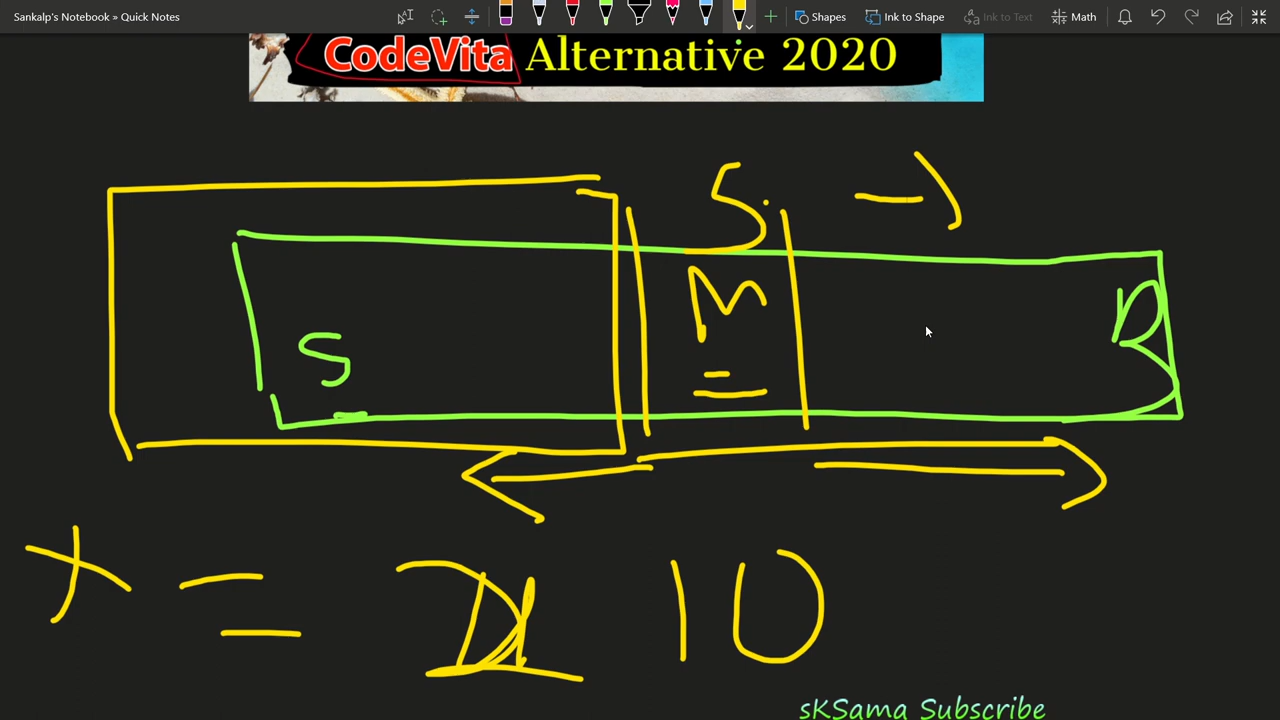 Sankalp's Notebook » Quick Notes
Shapes
Ink to Shape
Ink to Text
Math
CodeVita Alternative 2020
S
M
S
x = 10
sKSama Subscribe